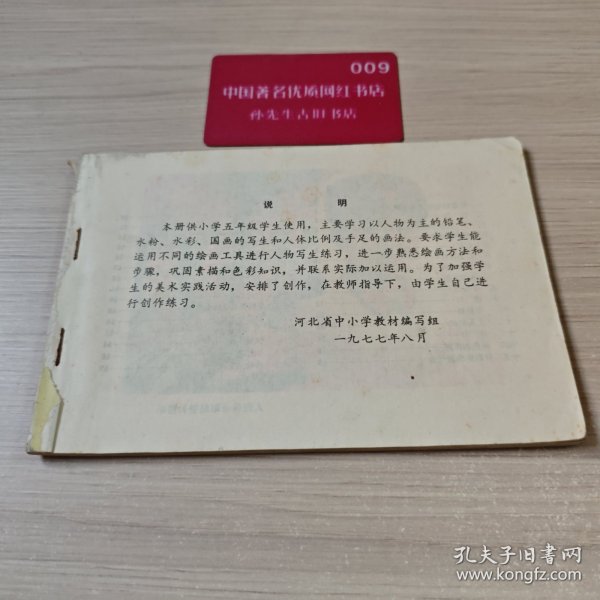 009
中国著名优质网红书店
孙先生古旧书店
说 明
本册供小学五年级学生使用，主要学习以人物为主的铅笔、
水粉、水彩、国画的写生和人体比例及手足的画法。要求学生能
运用不同的绘画工具进行人物写生练习，进一步熟悉绘画方法和
步骤，巩固素描和色彩知识，并联系实际加以运用。为了加强学
生的美术实践活动，安排了创作，在教师指导下，由学生自己进
行创作练习。
河北省中小学教材编写组
一九七七年八月
孔夫子旧书网
www.kongfz.com